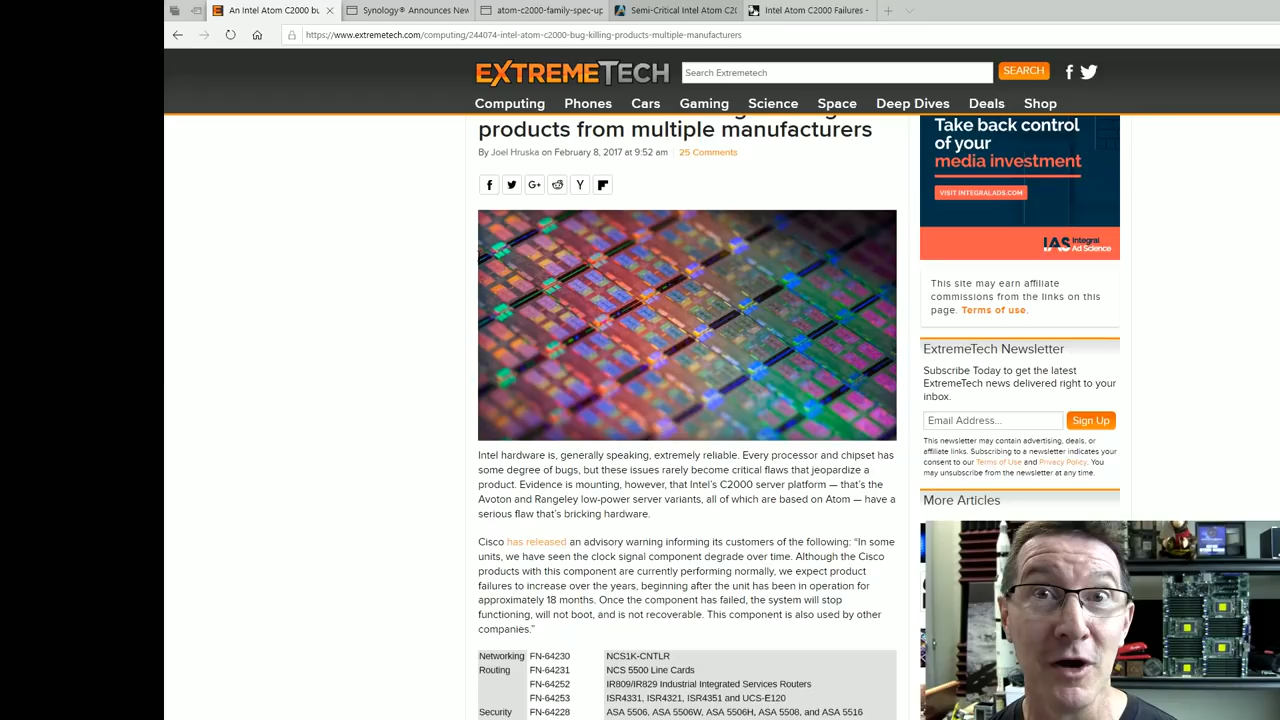 An Intel Atom C2000 bu
Synology® Announces New
atom-c2000-family-spec-up
Semi-Critical Intel Atom C20
Intel Atom C2000 Failures -
https://www.extremetech.com/computing/244074-intel-atom-c2000-bug-killing-products-multiple-manufacturers
EXTREMETECH
Search Extremetech
SEARCH
Computing Phones Cars Gaming Science Space Deep Dives Deals Shop
products from multiple manufacturers
By Joel Hruska on February 8, 2017 at 9:52 am 25 Comments
Intel hardware is, generally speaking, extremely reliable. Every processor and chipset has
some degree of bugs, but these issues rarely become critical flaws that jeopardize a
product. Evidence is mounting, however, that Intel's C2000 server platform — that's the
Avoton and Rangeley low-power server variants, all of which are based on Atom — have a
serious flaw that's bricking hardware.
Cisco has released an advisory warning informing its customers of the following: “In some
units, we have seen the clock signal component degrade over time. Although the Cisco
products with this component are currently performing normally, we expect product
failures to increase over the years, beginning after the unit has been in operation for
approximately 18 months. Once the component has failed, the system will stop
functioning, will not boot, and is not recoverable. This component is also used by other
companies.”
Networking FN-64230 NCS1K-CNTLR
Routing FN-64231 NCS 5500 Line Cards
FN-64252 IR809/IR829 Industrial Integrated Services Routers
FN-64253 ISR4331, ISR4321, ISR4351 and UCS-E120
Security FN-64228 ASA 5506, ASA 5506W, ASA 5506H, ASA 5508, and ASA 5516
Take back control
of your
media investment
VISIT INTEGRALADS.COM
IAS Integral
Ad Science
This site may earn affiliate
commissions from the links on this
page. Terms of use.
ExtremeTech Newsletter
Subscribe Today to get the latest
ExtremeTech news delivered right to your
inbox.
Email Address...
Sign Up
This newsletter may contain advertising, deals, or
affiliate links. Subscribing to a newsletter indicates your
consent to our Terms of Use and Privacy Policy. You
may unsubscribe from the newsletter at any time.
More Articles